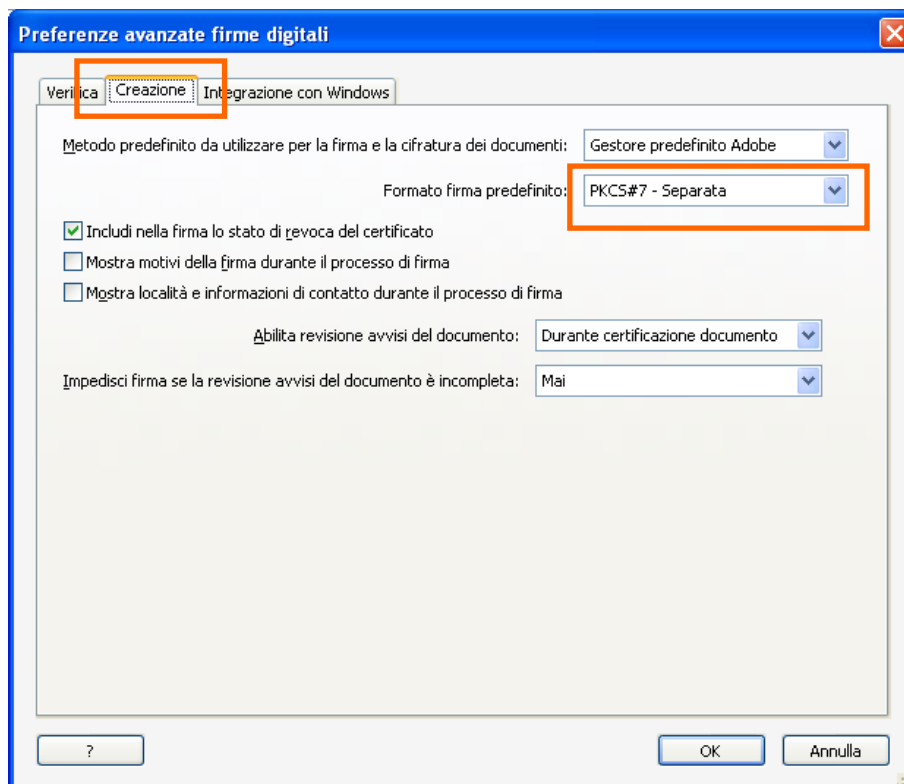 Preferenze avanzate firme digitali
Verifica Creazione Integrazione con Windows
Metodo predefinito da utilizzare per la firma e la cifratura dei documenti: Gestore predefinito Adobe
Formato firma predefinito: PKCS#7 - Separata
Includi nella firma lo stato di revoca del certificato
Mostra motivi della firma durante il processo di firma
Mostra località e informazioni di contatto durante il processo di firma
Abilita revisione avvisi del documento: Durante certificazione documento
Impedisci firma se la revisione avvisi del documento è incompleta: Mai
? OK Annulla